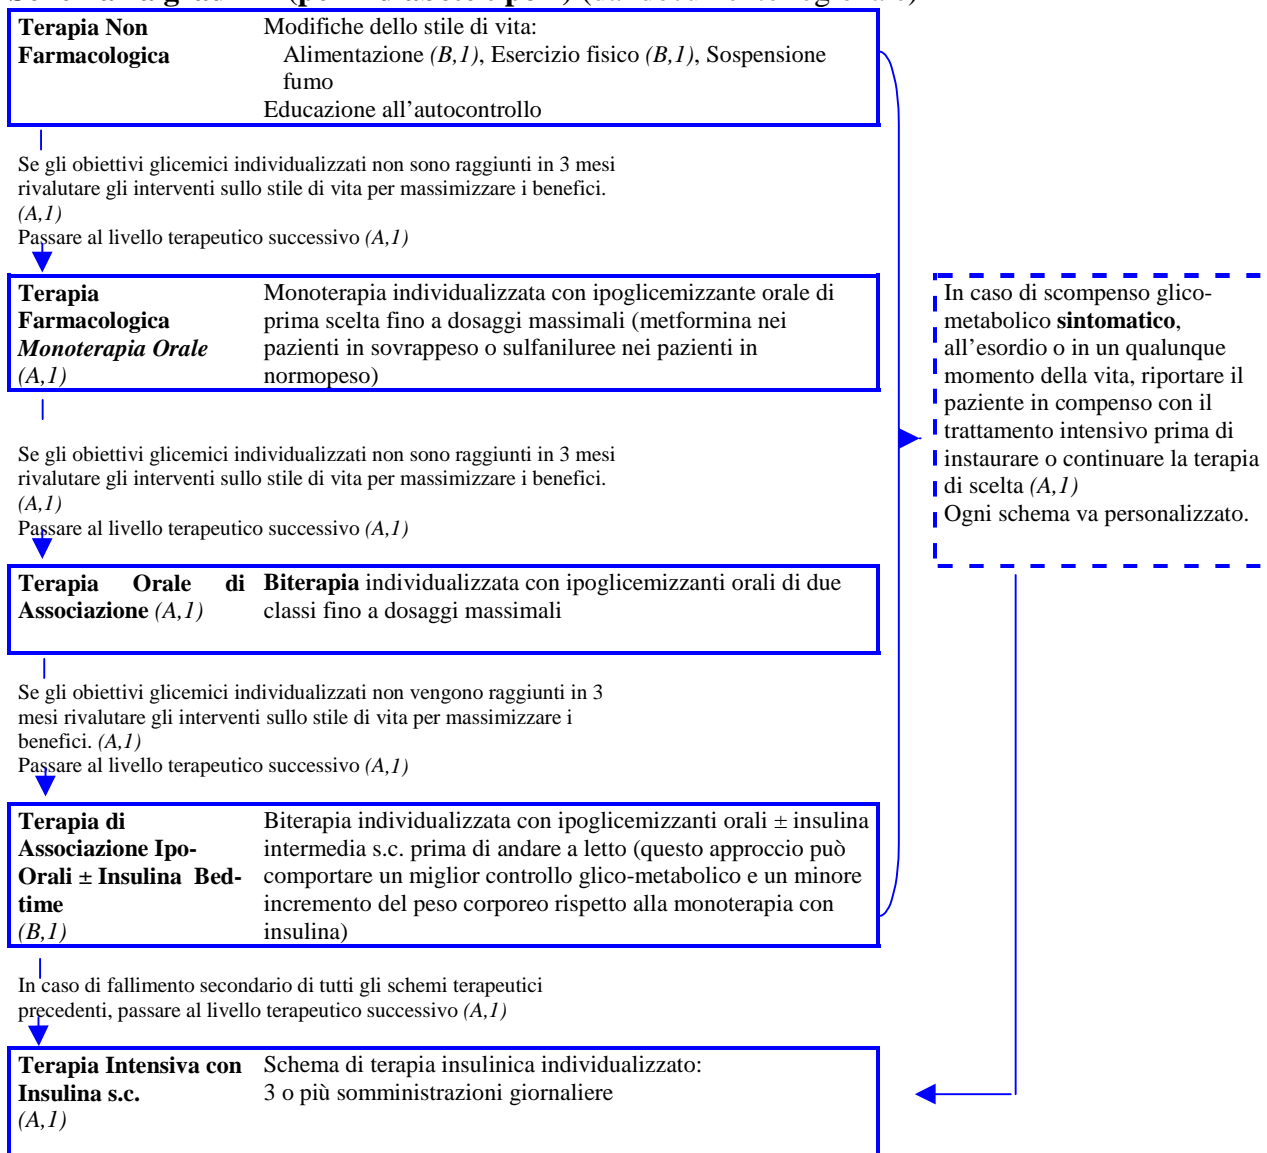 Terapia Non Farmacologica
Modifiche dello stile di vita:
Alimentazione (B,1), Esercizio fisico (B,1), Sospensione
fumo
Educazione all'autocontrollo
Se gli obiettivi glicemici individualizzati non sono raggiunti in 3 mesi
rivalutare gli interventi sullo stile di vita per massimizzare i benefici.
(A,1)
Passare al livello terapeutico successivo (A,1)
Terapia
Farmacologica
Monoterapia Orale
(A,1)
Monoterapia individualizzata con ipoglicemizzante orale di
prima scelta fino a dosaggi massimali (metformina nei
pazienti in sovrappeso o sulfaniluree nei pazienti in
normopeso)
Se gli obiettivi glicemici individualizzati non sono raggiunti in 3 mesi
rivalutare gli interventi sullo stile di vita per massimizzare i benefici.
(A,1)
Passare al livello terapeutico successivo (A,1)
Terapia Orale di
Associazione (A,1)
Biterapia individualizzata con ipoglicemizzanti orali di due
classi fino a dosaggi massimali
Se gli obiettivi glicemici individualizzati non vengono raggiunti in 3
mesi rivalutare gli interventi sullo stile di vita per massimizzare i
benefici. (A,1)
Passare al livello terapeutico successivo (A,1)
Terapia di
Associazione Ipo-
Orali ± Insulina Bed-
time
(B,1)
Biterapia individualizzata con ipoglicemizzanti orali ± insulina
intermedia s.c. prima di andare a letto (questo approccio può
comportare un miglior controllo glico-metabolico e un minore
incremento del peso corporeo rispetto alla monoterapia con
insulina)
In caso di fallimento secondario di tutti gli schemi terapeutici
precedenti, passare al livello terapeutico successivo (A,1)
Terapia Intensiva con
Insulina s.c.
(A,1)
Schema di terapia insulinica individualizzato:
3 o più somministrazioni giornaliere
In caso di scompenso glico-
metabolico sintomatico,
all'esordio o in un qualunque
momento della vita, riportare il
paziente in compenso con il
trattamento intensivo prima di
instaurare o continuare la terapia
di scelta (A,1)
Ogni schema va personalizzato.